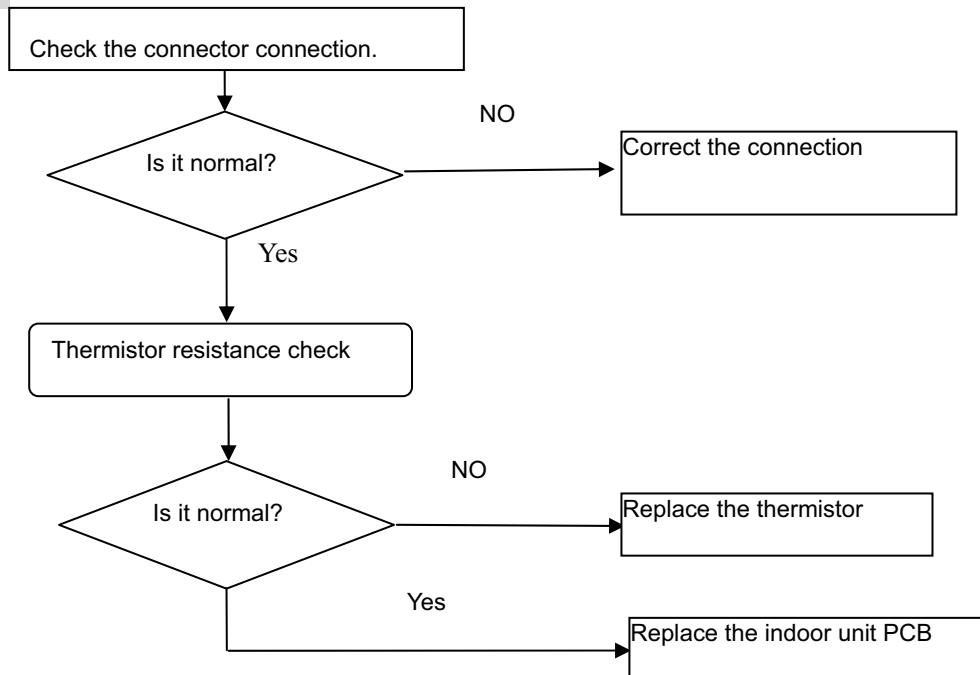 Check the connector connection.
NO
Is it normal?
Correct the connection
Yes
Thermistor resistance check
NO
Is it normal?
Replace the thermistor
Yes
Replace the indoor unit PCB